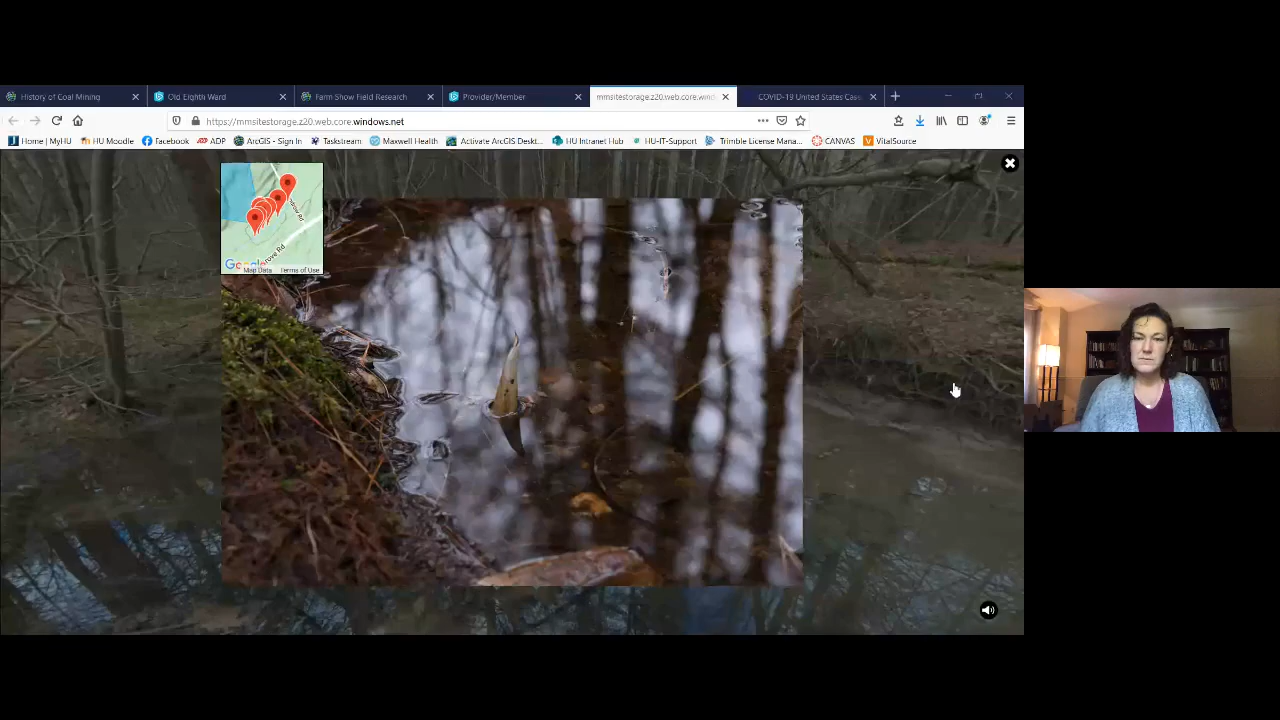 History of Coal Mining
Old Eighth Ward
Farm Show Field Research
Provider/Member
mmsitestorage.z20.web.core.wind
COVID-19 United States Cas
https://mmsitestorage.z20.web.core.windows.net
Home | MyHU
HU Moodle
Facebook
ADP
ArcGIS - Sign In
Taskstream
Maxwell Health
Activate ArcGIS Deskt...
HU Intranet Hub
HU-IT-Support
Trimble License Mana...
CANVAS
VitalSource
rove Rd
Google
Map Data
Terms of Use